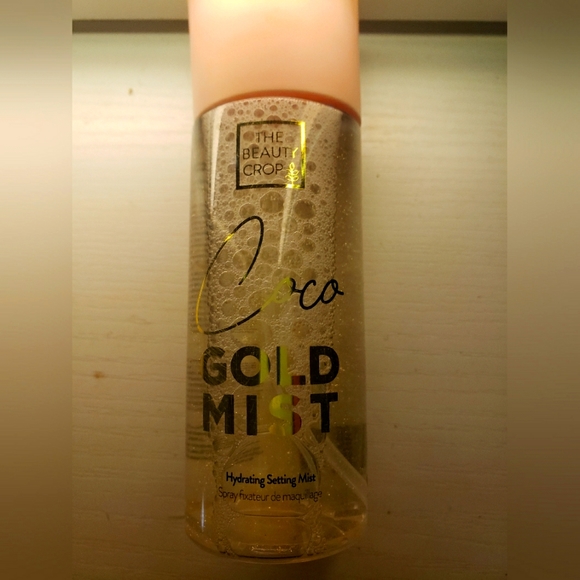 THE
BEAUTY
CROP
Coco
GOLD
MIST
Hydrating Setting Mist
Spray fixateur de maquillage